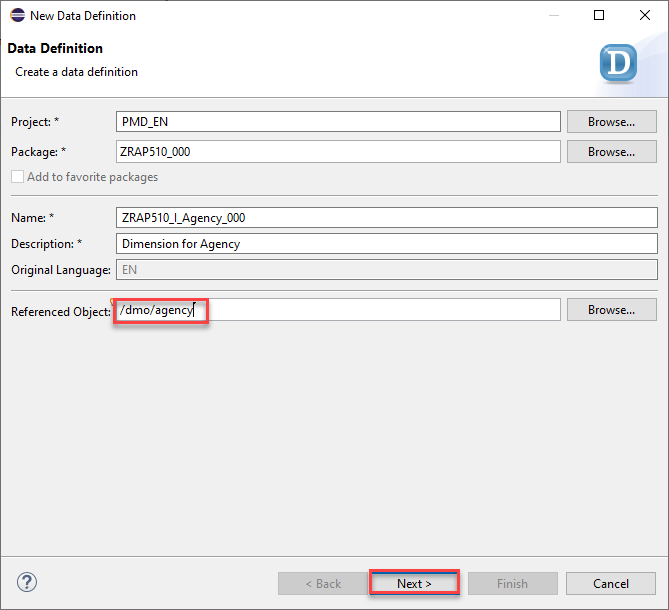 New Data Definition
Data Definition
Create a data definition
D
Project: * PMD_EN Browse...
Package: * ZRAP510_000 Browse...
Add to favorite packages
Name: * ZRAP510_I_Agency_000
Description: * Dimension for Agency
Original Language: EN
Referenced Object: /dmo/agency Browse...
? < Back Next > Finish Cancel